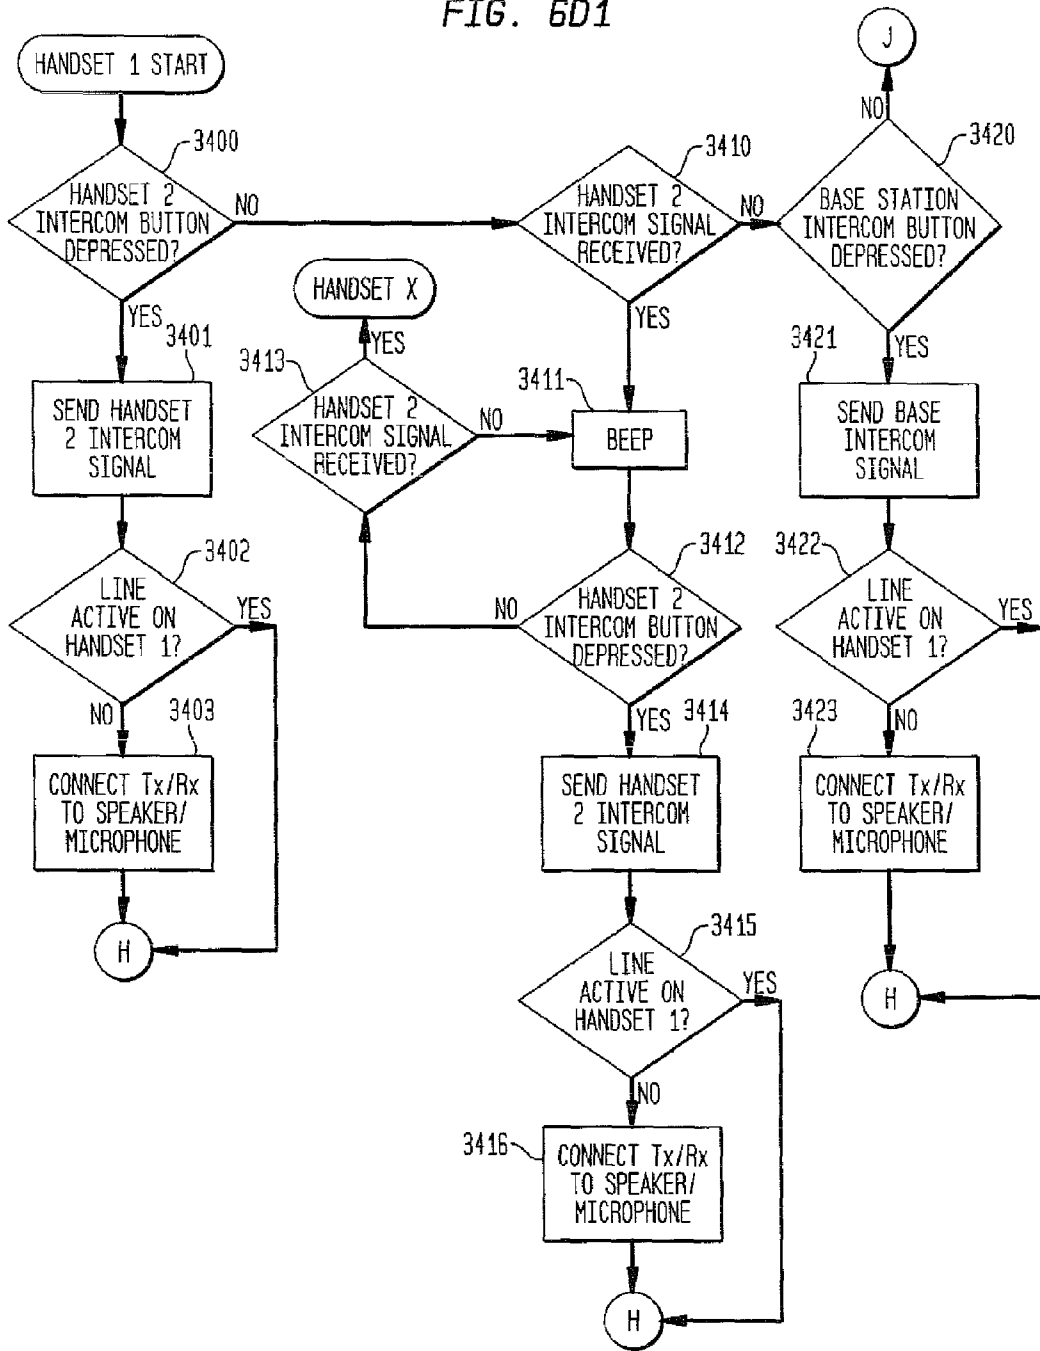 FIG. 6D1
HANDSET 1 START
3400
HANDSET 2
INTERCOM BUTTON
DEPRESSED?
NO
YES
3401
SEND HANDSET
2 INTERCOM
SIGNAL
3402
LINE
ACTIVE ON
HANDSET 1?
YES
NO
3403
CONNECT Tx/Rx
TO SPEAKER/
MICROPHONE
H
3410
HANDSET 2
INTERCOM SIGNAL
RECEIVED?
NO
YES
HANDSET X
YES
3413
HANDSET 2
INTERCOM SIGNAL
RECEIVED?
NO
3411
BEEP
3412
HANDSET 2
INTERCOM BUTTON
DEPRESSED?
NO
YES
3414
SEND HANDSET
2 INTERCOM
SIGNAL
3415
LINE
ACTIVE ON
HANDSET 1?
YES
NO
3416
CONNECT Tx/Rx
TO SPEAKER/
MICROPHONE
H
J
NO
3420
BASE STATION
INTERCOM BUTTON
DEPRESSED?
YES
3421
SEND BASE
INTERCOM
SIGNAL
3422
LINE
ACTIVE ON
HANDSET 1?
YES
NO
3423
CONNECT Tx/Rx
TO SPEAKER/
MICROPHONE
H